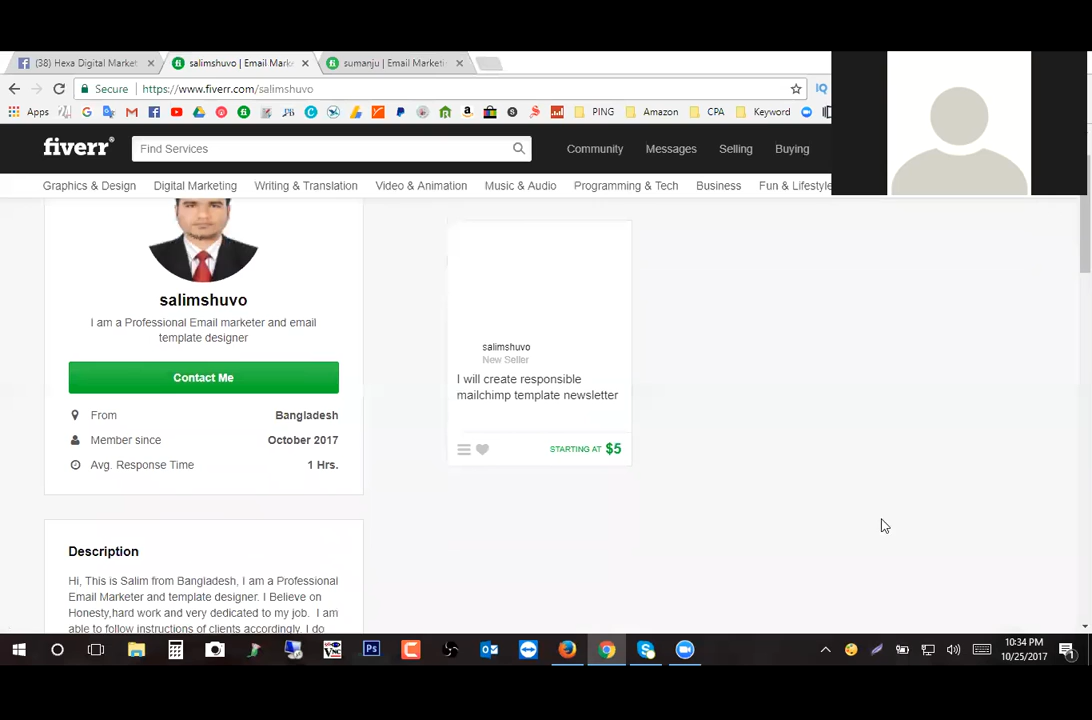 (38) Hexa Digital Market
salimshuvo | Email Mark
sumanju | Email Marketi
Secure https://www.fiverr.com/salimshuvo
Apps PING Amazon CPA Keyword
fiverr Find Services Community Messages Selling Buying
Graphics & Design Digital Marketing Writing & Translation Video & Animation Music & Audio Programming & Tech Business Fun & Lifestyle
salimshuvo
I am a Professional Email marketer and email
template designer
Contact Me
From Bangladesh
Member since October 2017
Avg. Response Time 1 Hrs.
salimshuvo
New Seller
I will create responsible
mailchimp template newsletter
STARTING AT $5
Description
Hi, This is Salim from Bangladesh, I am a Professional
Email Marketer and template designer. I Believe on
Honesty,hard work and very dedicated to my job. I am
able to follow instructions of clients accordingly. I do
10:34 PM
10/25/2017